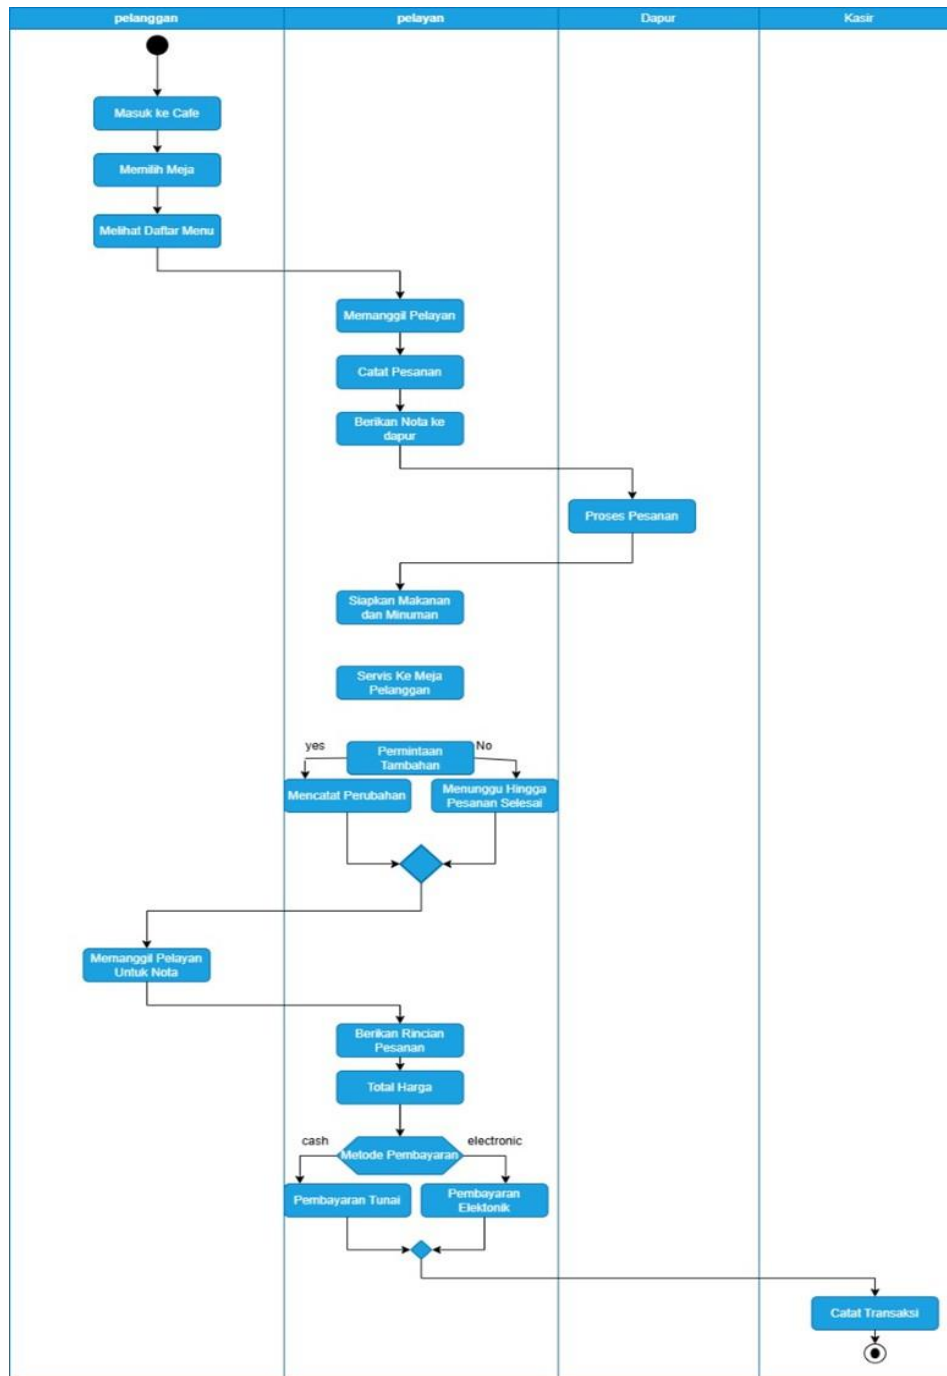 pelanggan
pelayan
Dapur
Kasir
Masuk ke Cafe
Memilih Meja
Melihat Daftar Menu
Memanggil Pelayan
Catat Pesanan
Berikan Nota ke
dapur
Proses Pesanan
Siapkan Makanan
dan Minuman
Servis Ke Meja
Pelanggan
yes
Permintaan
Tambahan
No
Mencatat Perubahan
Menunggu Hingga
Pesanan Selesai
Memanggil Pelayan
Untuk Nota
Berikan Rincian
Pesanan
Total Harga
cash
Metode Pembayaran
electronic
Pembayaran Tunai
Pembayaran
Elektonik
Catat Transaksi